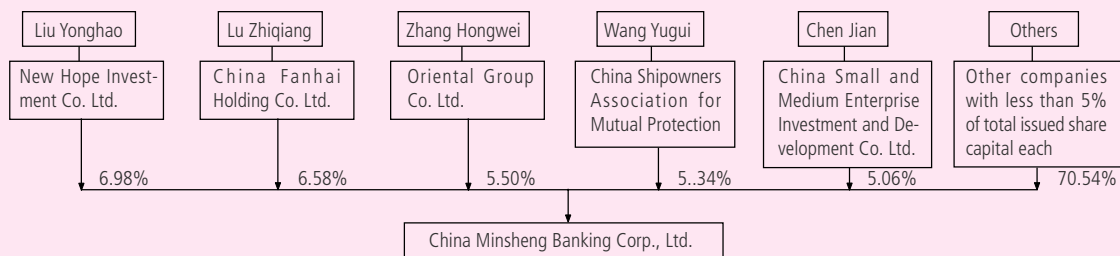 Liu Yonghao
Lu Zhiqiang
Zhang Hongwei
Wang Yugui
Chen Jian
Others
New Hope Invest-
ment Co. Ltd.
China Fanhai
Holding Co. Ltd.
Oriental Group
Co. Ltd.
China Shipowners
Association for
Mutual Protection
China Small and
Medium Enterprise
Investment and De-
velopment Co. Ltd.
Other companies
with less than 5%
of total issued share
capital each
6.98%
6.58%
5.50%
5..34%
5.06%
70.54%
China Minsheng Banking Corp., Ltd.